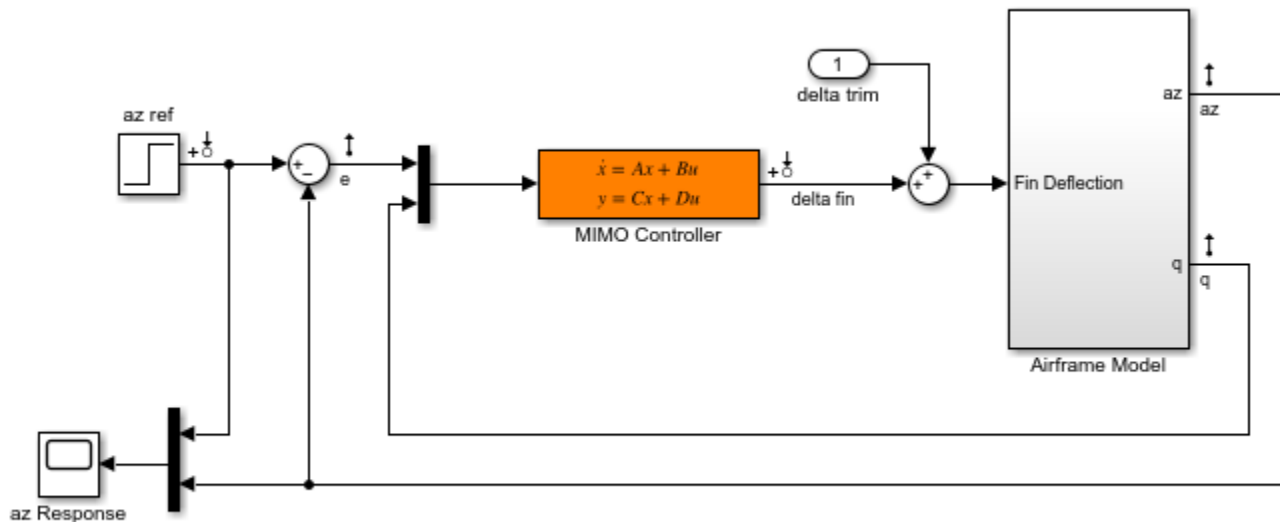 az ref
e
ẋ = Ax + Bu
y = Cx + Du
MIMO Controller
1
delta trim
delta fin
Fin Deflection
az
az
q
q
Airframe Model
az Response